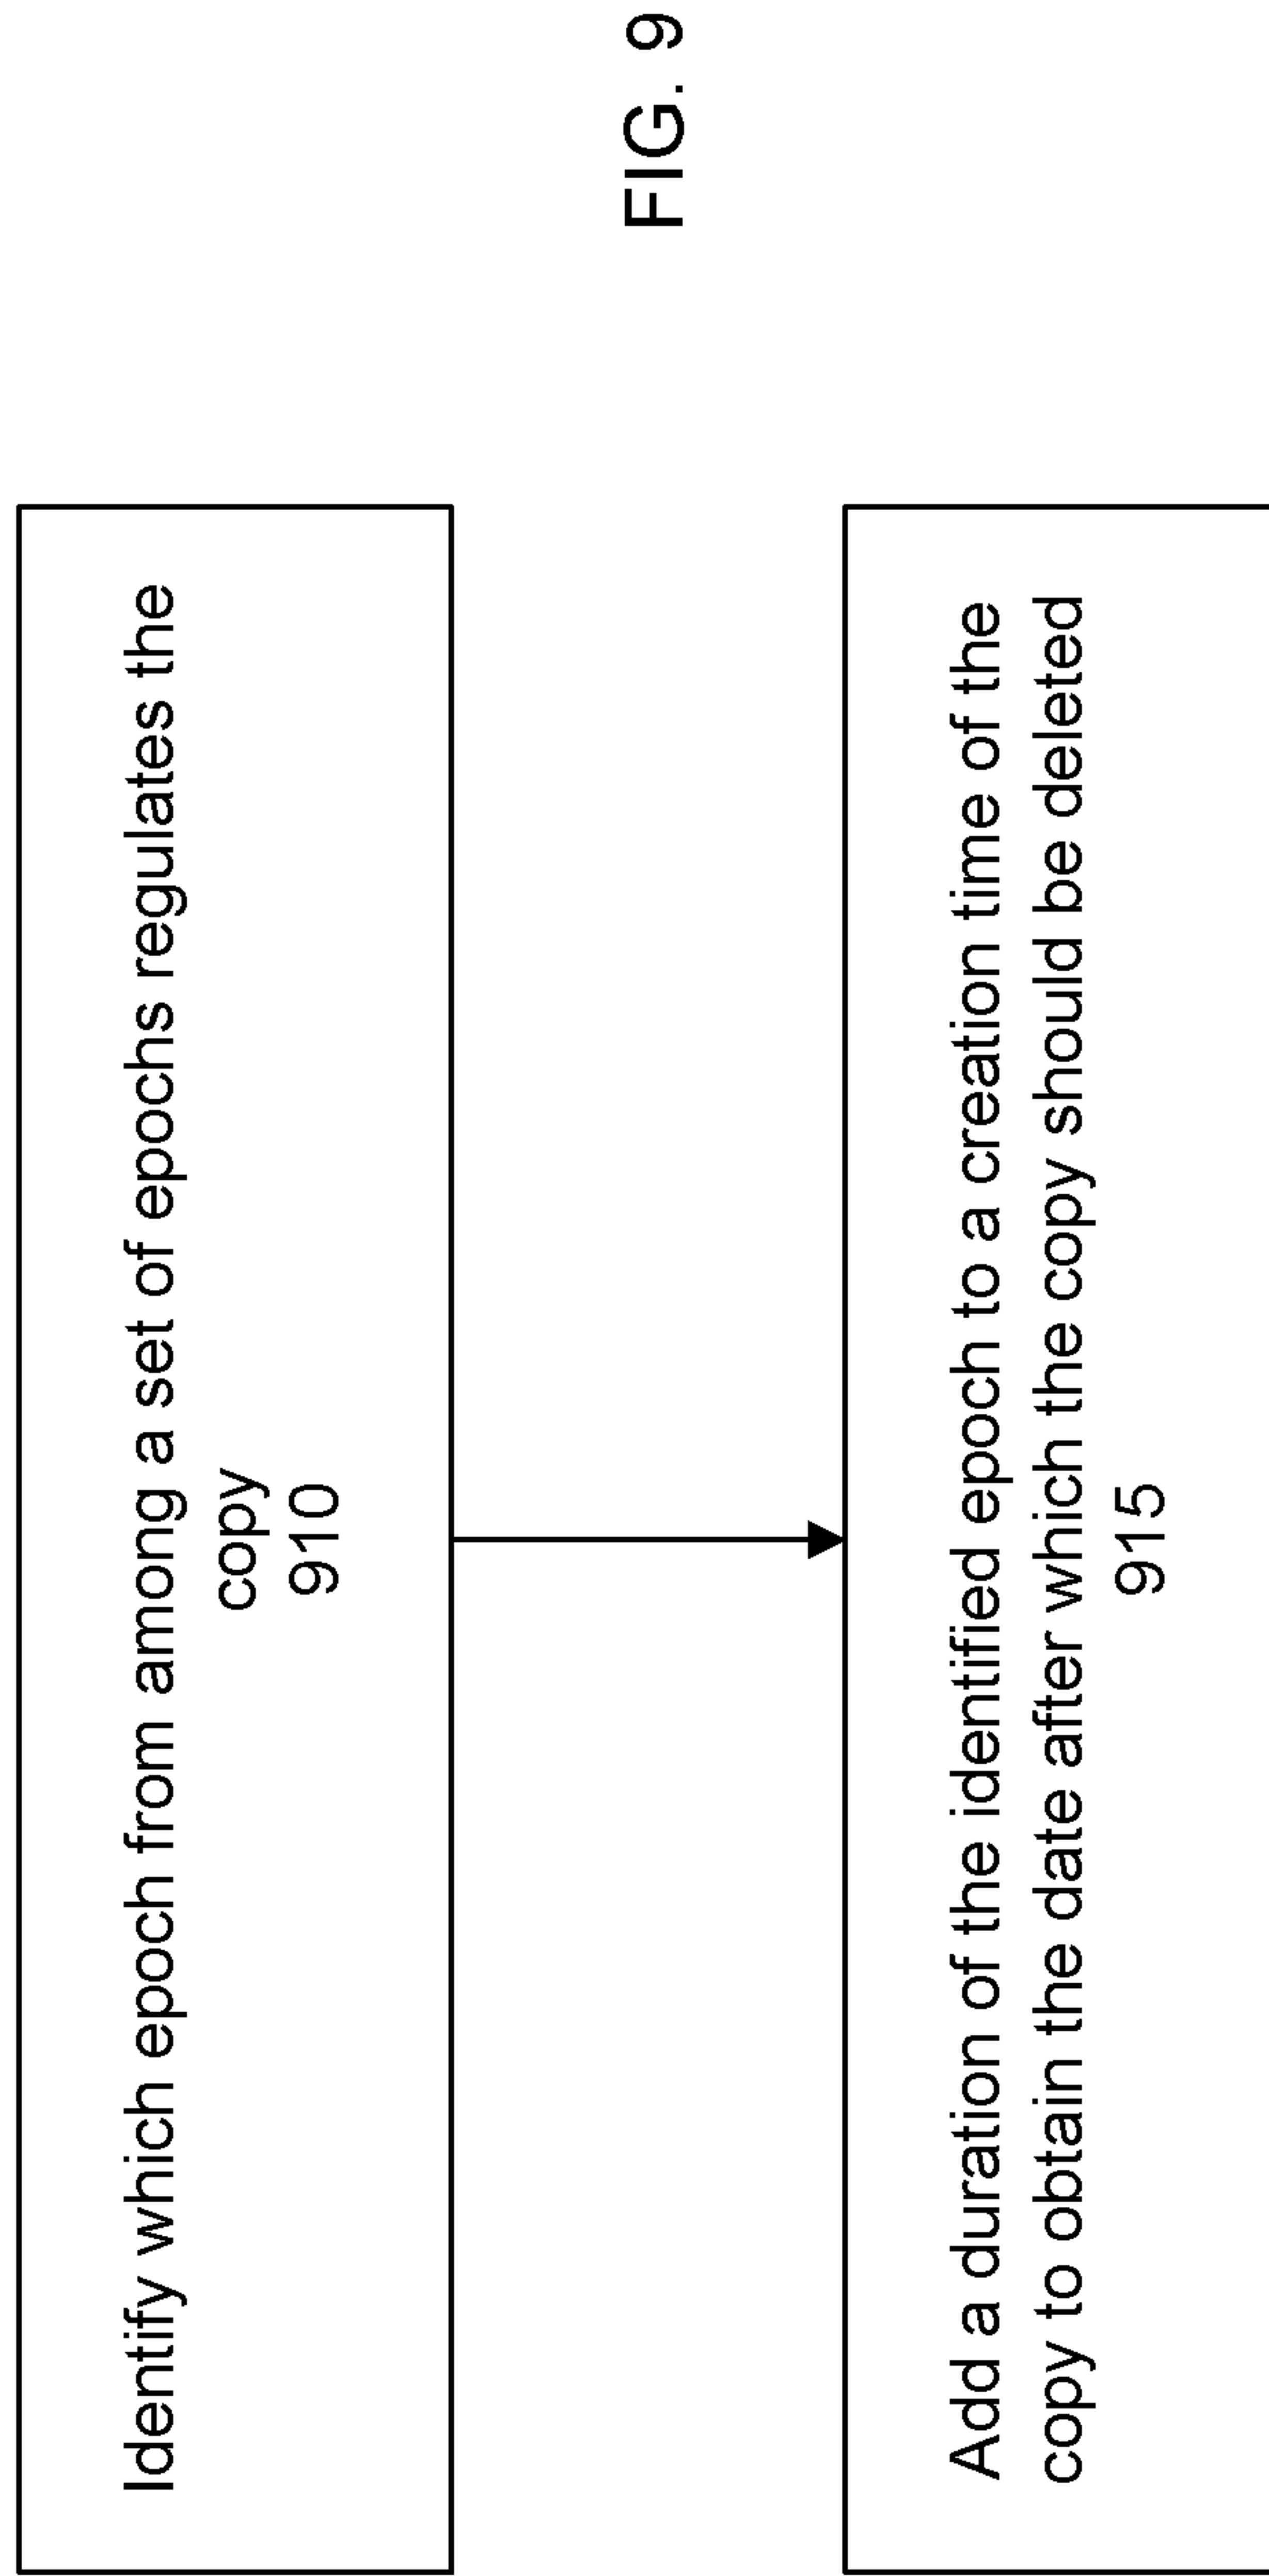 Identify which epoch from among a set of epochs regulates the
copy
910
Add a duration of the identified epoch to a creation time of the
copy to obtain the date after which the copy should be deleted
915
FIG. 9